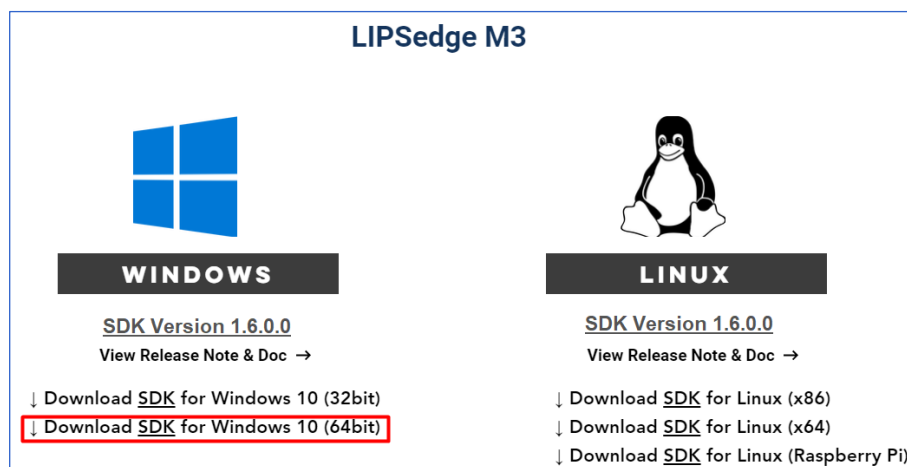 LIPSedge M3
WINDOWS
SDK Version 1.6.0.0
View Release Note & Doc →
↓ Download SDK for Windows 10 (32bit)
↓ Download SDK for Windows 10 (64bit)
LINUX
SDK Version 1.6.0.0
View Release Note & Doc →
↓ Download SDK for Linux (x86)
↓ Download SDK for Linux (x64)
↓ Download SDK for Linux (Raspberry Pi)